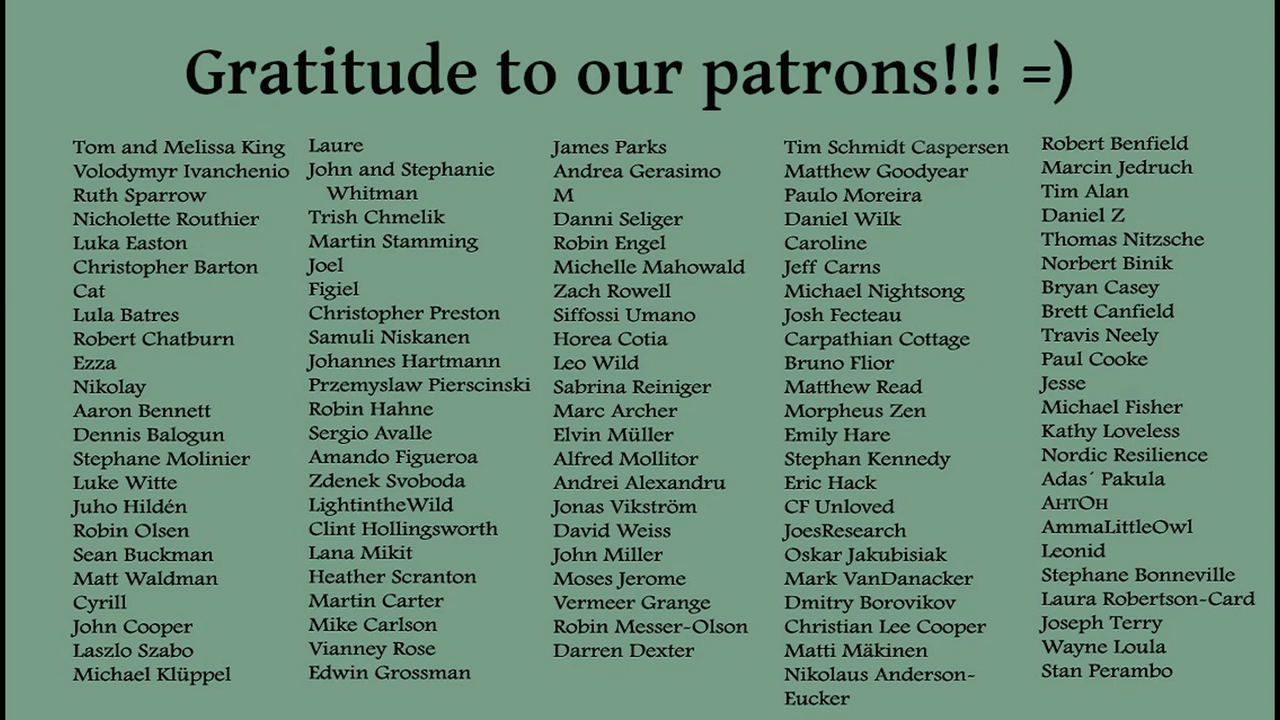 Gratitude to our patrons!!! =)
Tom and Melissa King
Volodymyr Ivanchenio
Ruth Sparrow
Nicholette Routhier
Luka Easton
Christopher Barton
Cat
Lula Batres
Robert Chatburn
Ezza
Nikolay
Aaron Bennett
Dennis Balogun
Stephane Molinier
Luke Witte
Juho Hildén
Robin Olsen
Sean Buckman
Matt Waldman
Cyrill
John Cooper
Laszlo Szabo
Michael Klüppel
Laure
John and Stephanie
Whitman
Trish Chmelik
Martin Stamming
Joel
Figiel
Christopher Preston
Samuli Niskanen
Johannes Hartmann
Przemyslaw Pierscinski
Robin Hahne
Sergio Avalle
Amando Figueroa
Zdenek Svoboda
LightintheWild
Clint Hollingsworth
Lana Mikit
Heather Scranton
Martin Carter
Mike Carlson
Vianney Rose
Edwin Grossman
James Parks
Andrea Gerasimo
M
Danni Seliger
Robin Engel
Michelle Mahowald
Zach Rowell
Siffossi Umano
Horea Cotia
Leo Wild
Sabrina Reiniger
Marc Archer
Elvin Müller
Alfred Mollitor
Andrei Alexandru
Jonas Vikström
David Weiss
John Miller
Moses Jerome
Vermeer Grange
Robin Messer-Olson
Darren Dexter
Tim Schmidt Caspersen
Matthew Goodyear
Paulo Moreira
Daniel Wilk
Caroline
Jeff Carns
Michael Nightsong
Josh Fecteau
Carpathian Cottage
Bruno Flior
Matthew Read
Morpheus Zen
Emily Hare
Stephan Kennedy
Eric Hack
CF Unloved
JoesResearch
Oskar Jakubisiak
Mark VanDanacker
Dmitry Borovikov
Christian Lee Cooper
Matti Mäkinen
Nikolaus Anderson-
Eucker
Robert Benfield
Marcin Jedruch
Tim Alan
Daniel Z
Thomas Nitzsche
Norbert Binik
Bryan Casey
Brett Canfield
Travis Neely
Paul Cooke
Jesse
Michael Fisher
Kathy Loveless
Nordic Resilience
Adas´ Pakula
Антон
AmmaLittleOwl
Leonid
Stephane Bonneville
Laura Robertson-Card
Joseph Terry
Wayne Loula
Stan Perambo